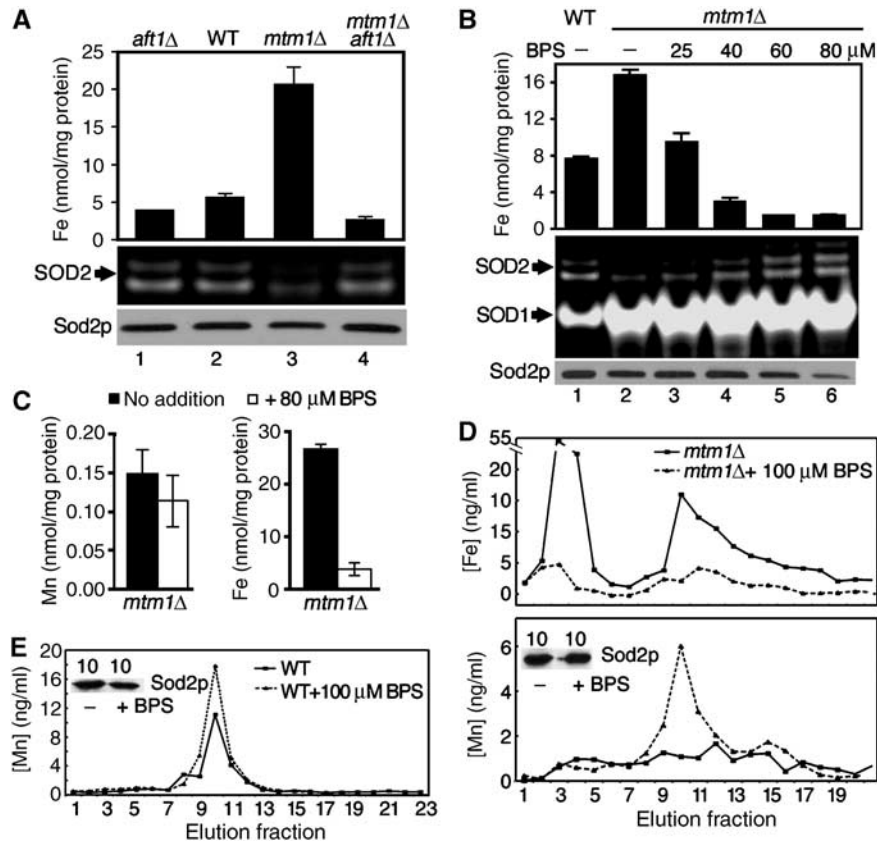 A
aft1Δ WT mtm1Δ mtm1Δ aft1Δ
Fe (nmol/mg protein)
25
20
15
10
5
0
SOD2
Sod2p
1 2 3 4
B
WT mtm1Δ
BPS – – 25 40 60 80 μM
Fe (nmol/mg protein)
16
12
8
4
0
SOD2
SOD1
Sod2p
1 2 3 4 5 6
C
No addition + 80 μM BPS
Mn (nmol/mg protein)
0.20
0.15
0.10
0.05
0.00
mtm1Δ
Fe (nmol/mg protein)
30
20
10
0
mtm1Δ
D
mtm1Δ
mtm1Δ + 100 μM BPS
[Fe] (ng/ml)
55
20
10
15
5
0
10 10
Sod2p
– + BPS
[Mn] (ng/ml)
6
4
2
0
1 3 5 7 9 11 13 15 17 19
Elution fraction
E
WT
WT+100 μM BPS
10 10
Sod2p
– + BPS
[Mn] (ng/ml)
20
16
12
8
4
0
1 3 5 7 9 11 13 15 17 19 21 23
Elution fraction